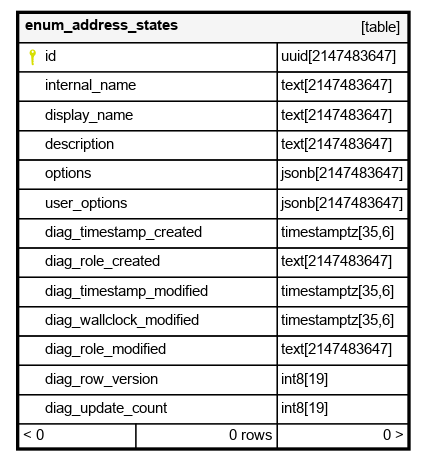 enum_address_states [table]
id uuid[2147483647]
internal_name text[2147483647]
display_name text[2147483647]
description text[2147483647]
options jsonb[2147483647]
user_options jsonb[2147483647]
diag_timestamp_created timestamptz[35,6]
diag_role_created text[2147483647]
diag_timestamp_modified timestamptz[35,6]
diag_wallclock_modified timestamptz[35,6]
diag_role_modified text[2147483647]
diag_row_version int8[19]
diag_update_count int8[19]
< 0 0 rows 0 >